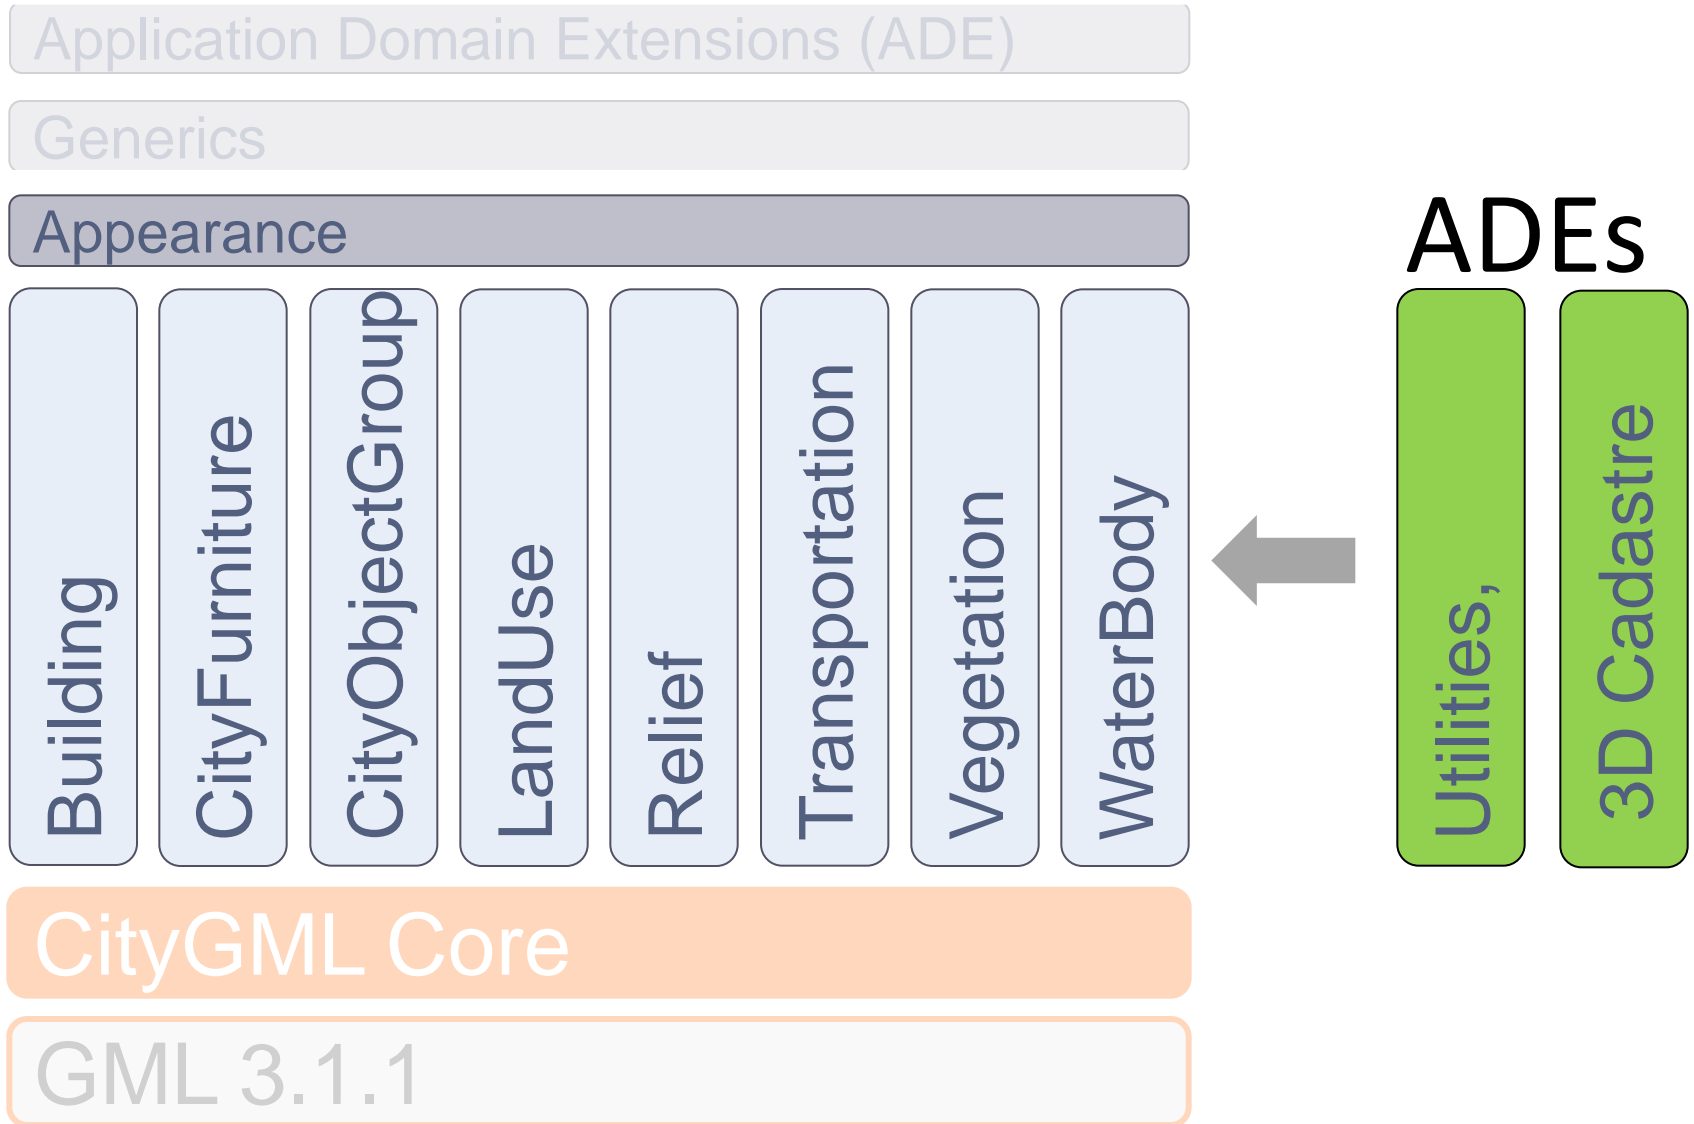 Application Domain Extensions (ADE)
Generics
Appearance
ADEs
Building
CityFurniture
CityObjectGroup
LandUse
Relief
Transportation
Vegetation
WaterBody
Utilities,
3D Cadastre
CityGML Core
GML 3.1.1